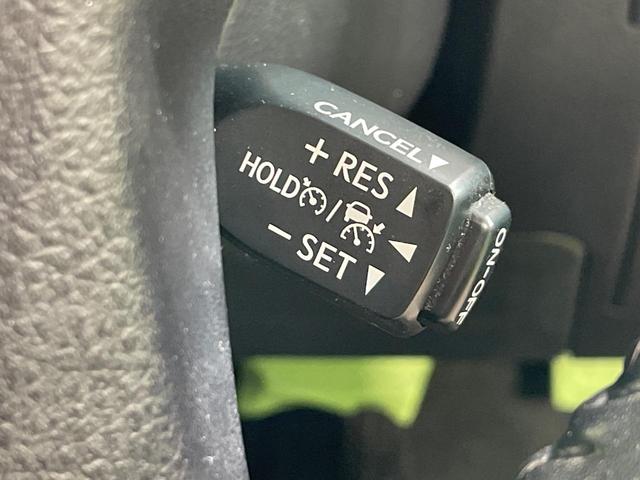 CANCEL▼
+ RES ▲
HOLD / ◀
− SET ▼
ON-OFF